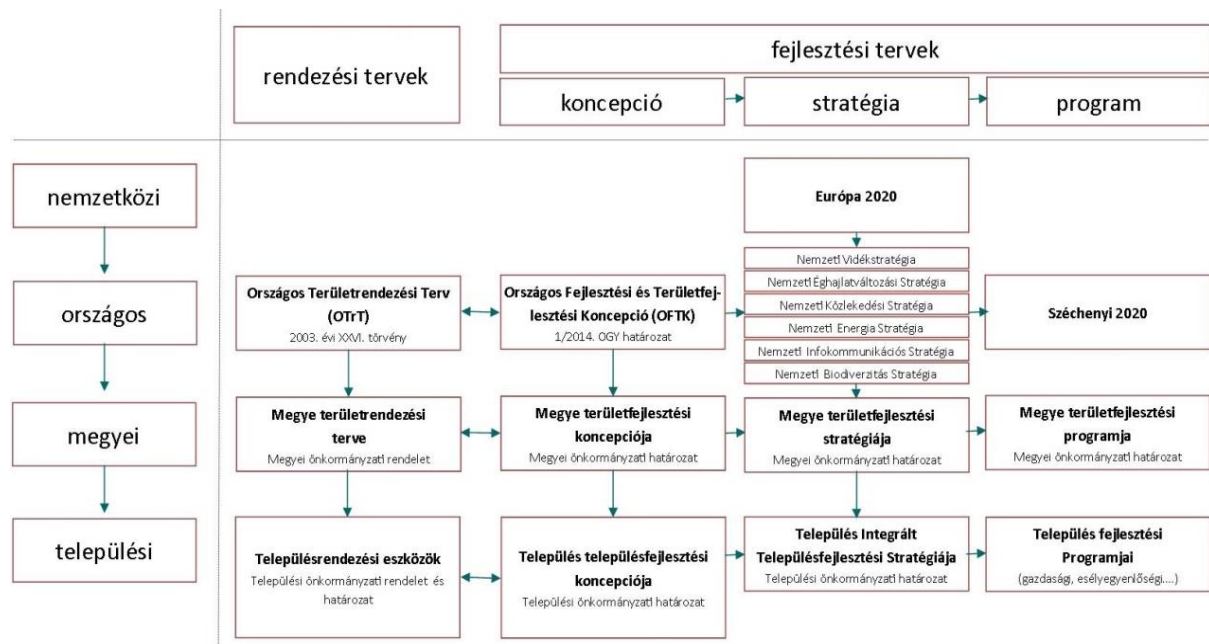 rendezési tervek
fejlesztési tervek
koncepció
stratégia
program
nemzetközi
Európa 2020
országos
Országos Területrendezési Terv
(OTrT)
2003. évi XXVI. törvény
Országos Fejlesztési és Területfej-
lesztési Koncepció (OFTK)
1/2014. OGY határozat
Nemzeti Vidékstratégia
Nemzeti Éghajlatváltozási Stratégia
Nemzeti Közlekedési Stratégia
Nemzeti Energia Stratégia
Nemzeti Infokommunikációs Stratégia
Nemzeti Biodiverzitás Stratégia
Széchenyi 2020
megyei
Megye területrendezési
terve
Megyei önkormányzati rendelet
Megye területfejlesztési
koncepciója
Megyei önkormányzati határozat
Megye területfejlesztési
stratégiája
Megyei önkormányzati határozat
Megye területfejlesztési
programja
Megyei önkormányzati határozat
települési
Településrendezési eszközök
Települési önkormányzati rendelet és
határozat
Település településfejlesztési
koncepciója
Települési önkormányzati határozat
Település Integrált
Településfejlesztési Stratégiája
Települési önkormányzati határozat
Település fejlesztési
Programjai
(gazdasági, esélyegyenlőségi....)